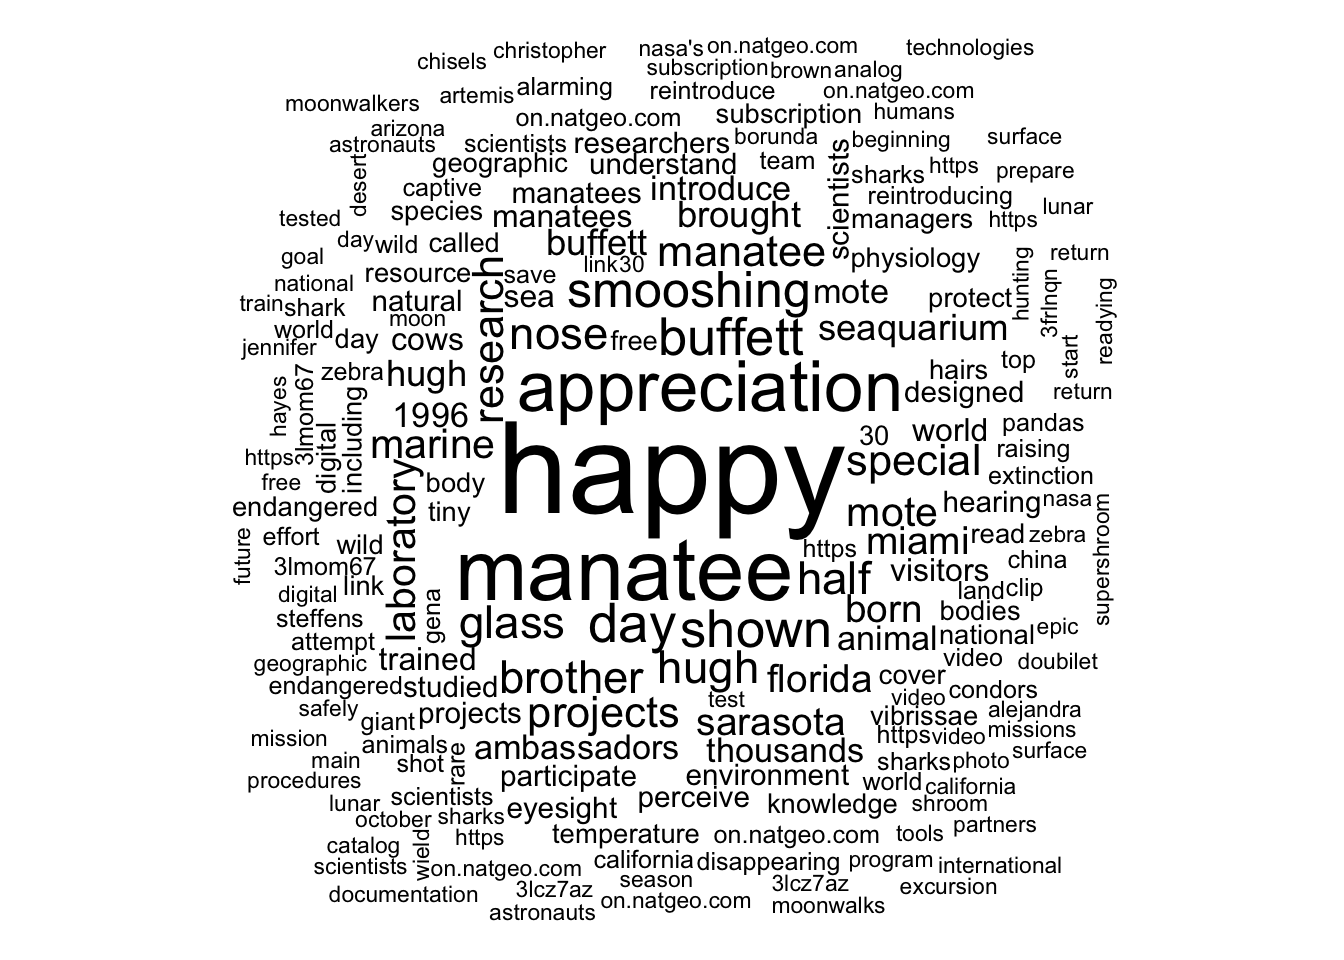 chisels christopher nasa's on.natgeo.com technologies
subscription brown analog
moonwalkers artemis alarming reintroduce on.natgeo.com
on.natgeo.com subscription humans
arizona
astronauts scientists researchers borunda beginning surface
desert geographic understand team scientists sharks https prepare
captive manatees introduce reintroducing
tested species manatees brought managers https lunar
day wild called buffett manatee physiology return
goal link30
national resource research save smooshing mote protect hunting 3frlnqn readying
train shark natural sea
moon
world day cows nose free buffett seaquarium start
jennifer
zebra hugh appreciation hairs top
designed return
hayes 3lmom67 including 1996 30 world pandas
digital marine happy special raising
https
free body extinction
endangered laboratory tiny mote hearing nasa
effort wild https miami read zebra supershroom
future 3lmom67 link manatee half visitors china
digital land clip
steffens gena glass day shown born bodies
attempt animal national epic
geographic trained brother hugh florida video doubilet
endangered studied cover
safely giant projects projects test video condors
sarasota vibrissae alejandra
mission animals ambassadors thousands https video missions
main shot rare sharks photo surface
procedures participate environment world california
lunar scientists eyesight perceive knowledge shroom
october sharks
catalog wield https temperature on.natgeo.com tools partners
scientists on.natgeo.com california disappearing program international
documentation 3lcz7az season 3lcz7az excursion
astronauts on.natgeo.com moonwalks